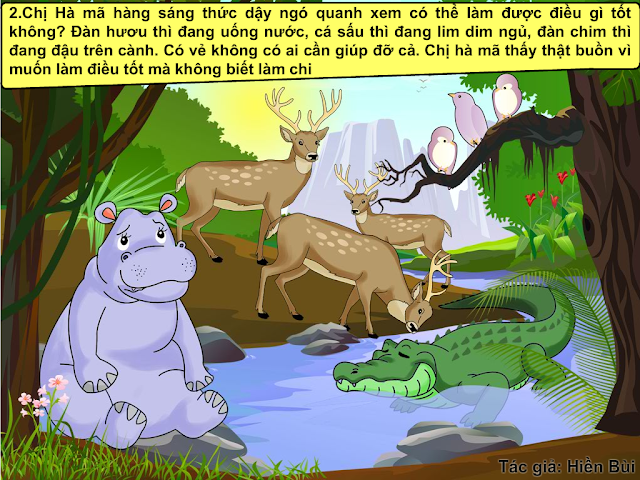 2.Chị Hà mã hàng sáng thức dậy ngó quanh xem có thể làm được điều gì tốt
không? Đàn hươu thì đang uống nước, cá sấu thì đang lim dim ngủ, đàn chim thì
đang đậu trên cành. Có vẻ không có ai cần giúp đỡ cả. Chị hà mã thấy thật buồn vì
muốn làm điều tốt mà không biết làm chi
Tác giả: Hiền Bùi